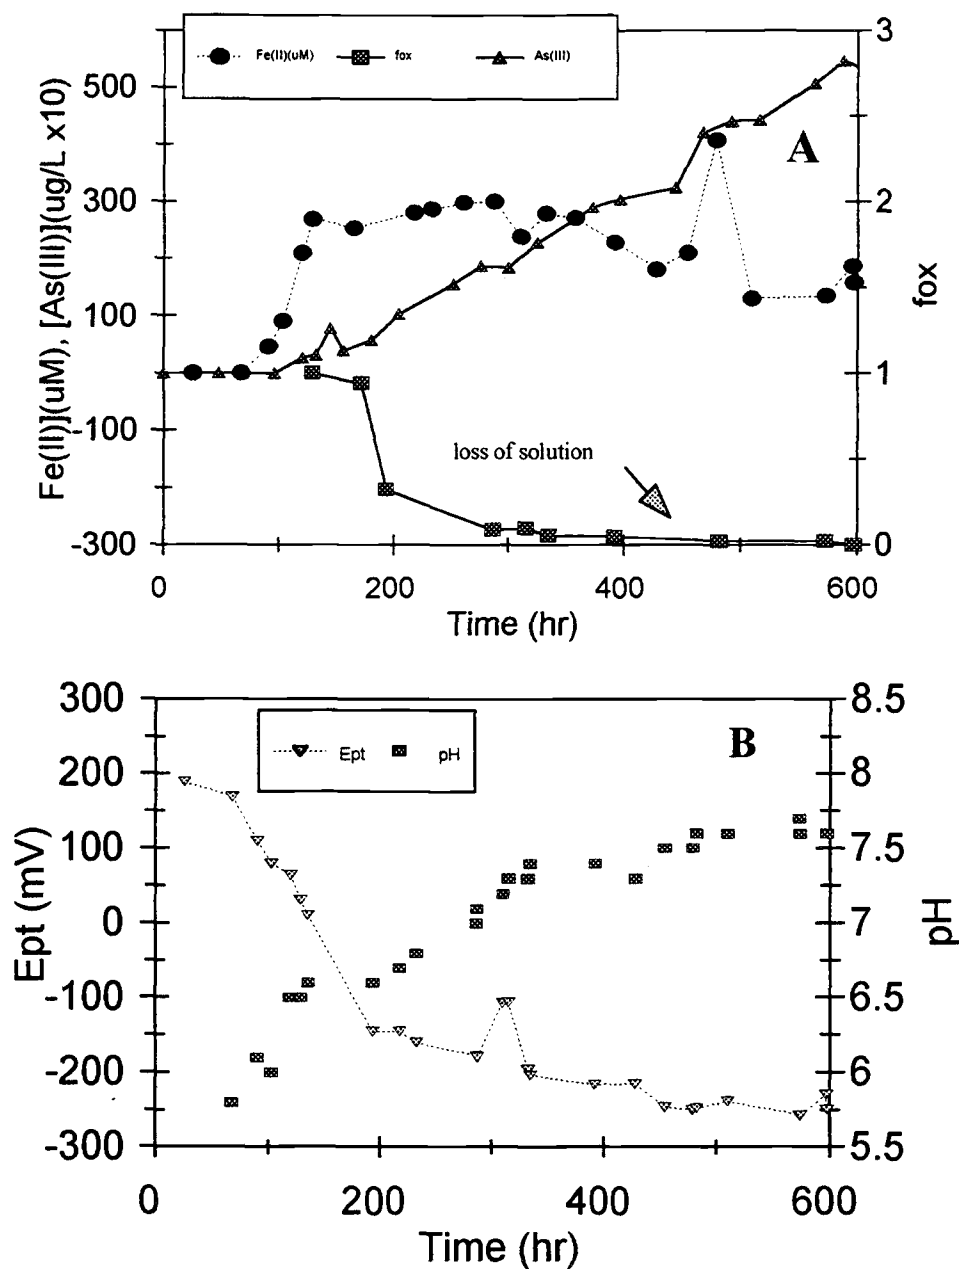 Fe(II)(uM) fox As(III)
Fe(II)](uM), [As(III)](ug/L x10)
500
300
100
-100
-300
3
2
1
0
fox
A
loss of solution
0 200 400 600
Time (hr)
300
200
100
0
-100
-200
-300
Ept (mV)
Ept pH
B
8.5
8
7.5
7
6.5
6
5.5
pH
0 200 400 600
Time (hr)